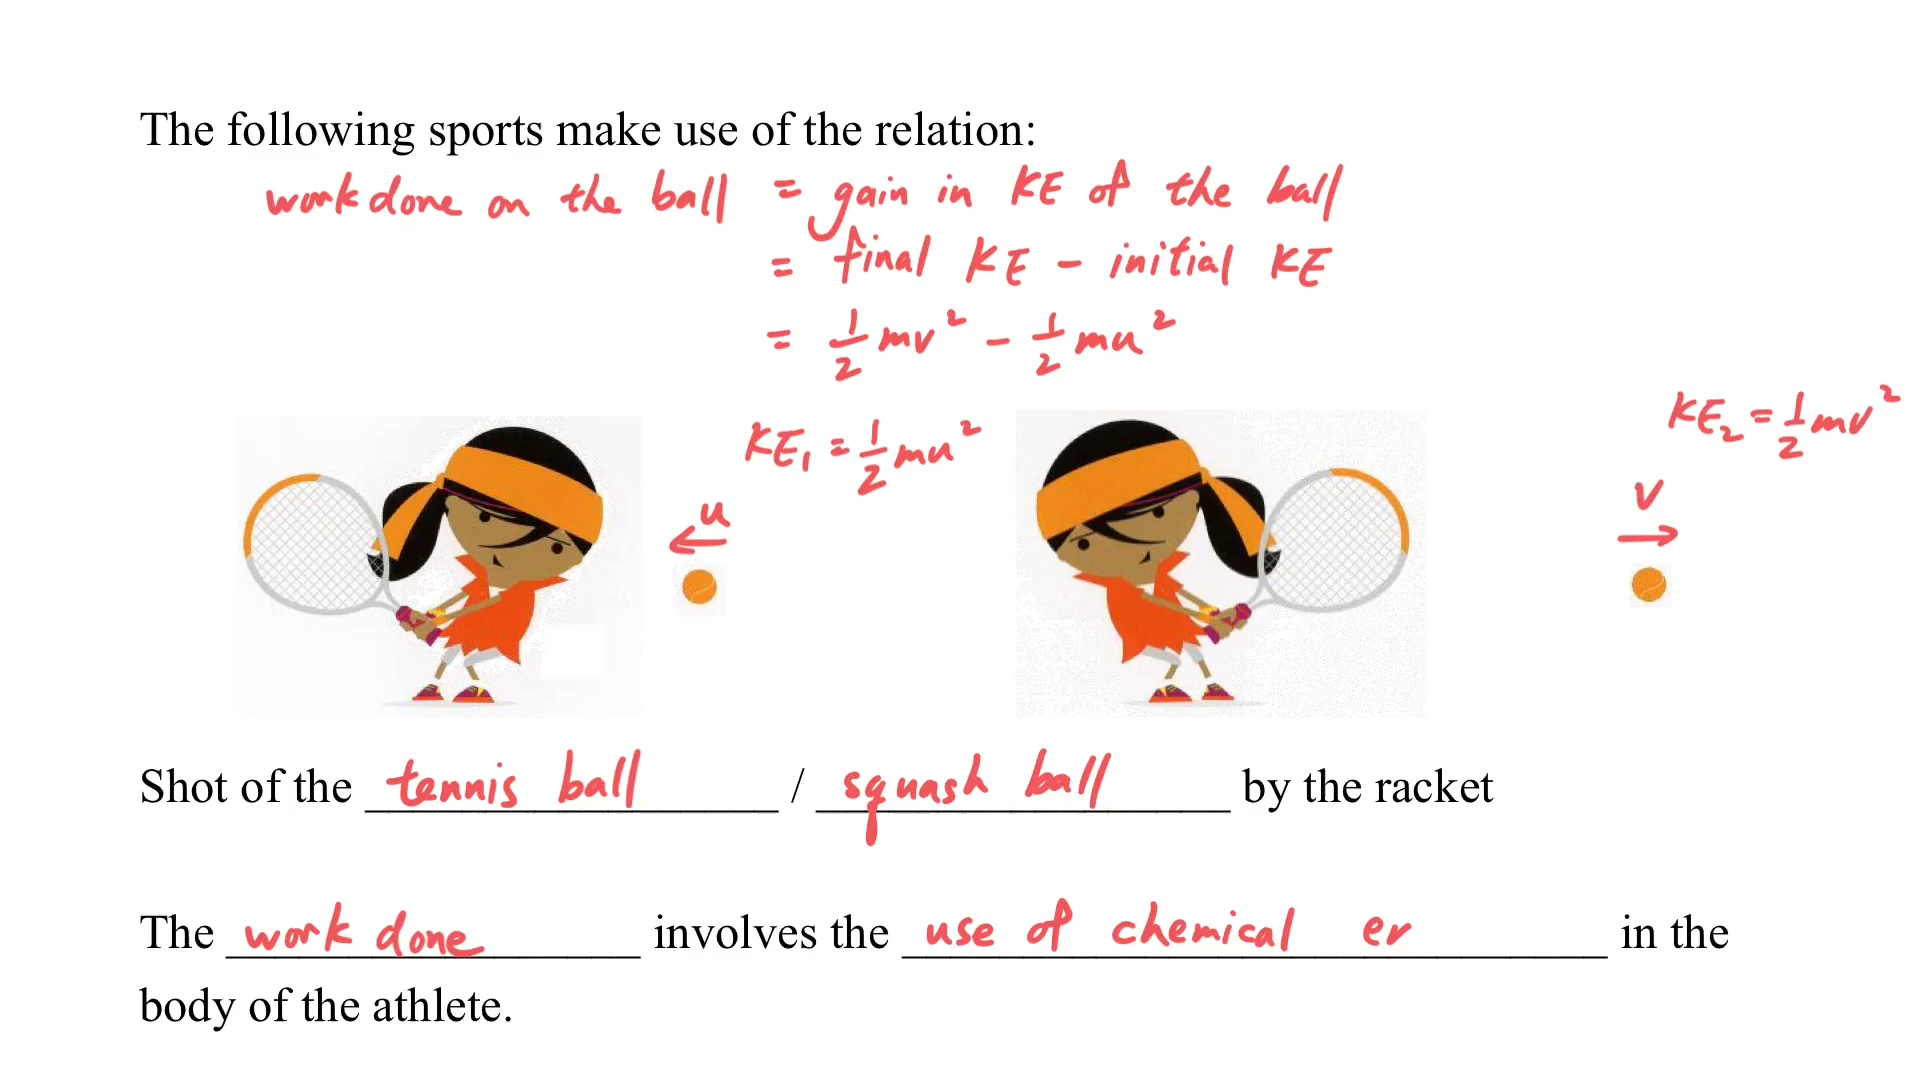 The following sports make use of the relation:
work done on the ball = gain in KE of the ball
= final KE - initial KE
= 1/2 mv² - 1/2 mu²
KE₁ = 1/2 mu²
KE₂ = 1/2 mv²
u
v
Shot of the tennis ball / squash ball by the racket
The work done involves the use of chemical er in the
body of the athlete.